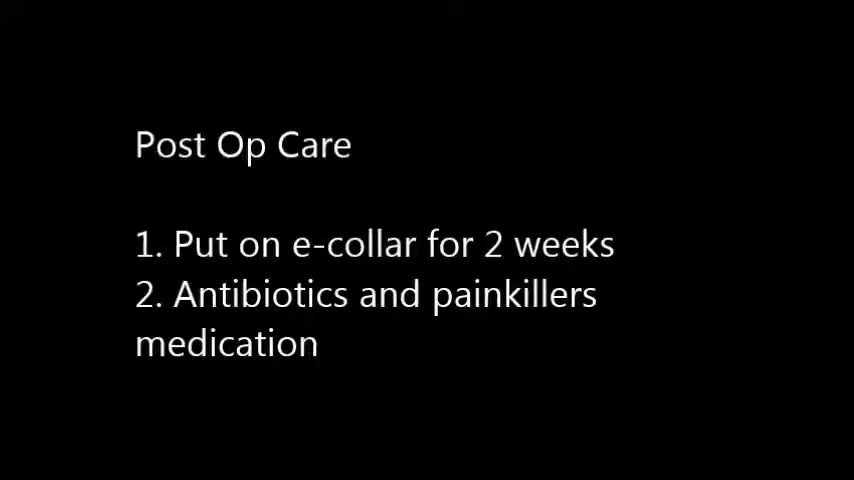 Post Op Care
1. Put on e-collar for 2 weeks
2. Antibiotics and painkillers
medication